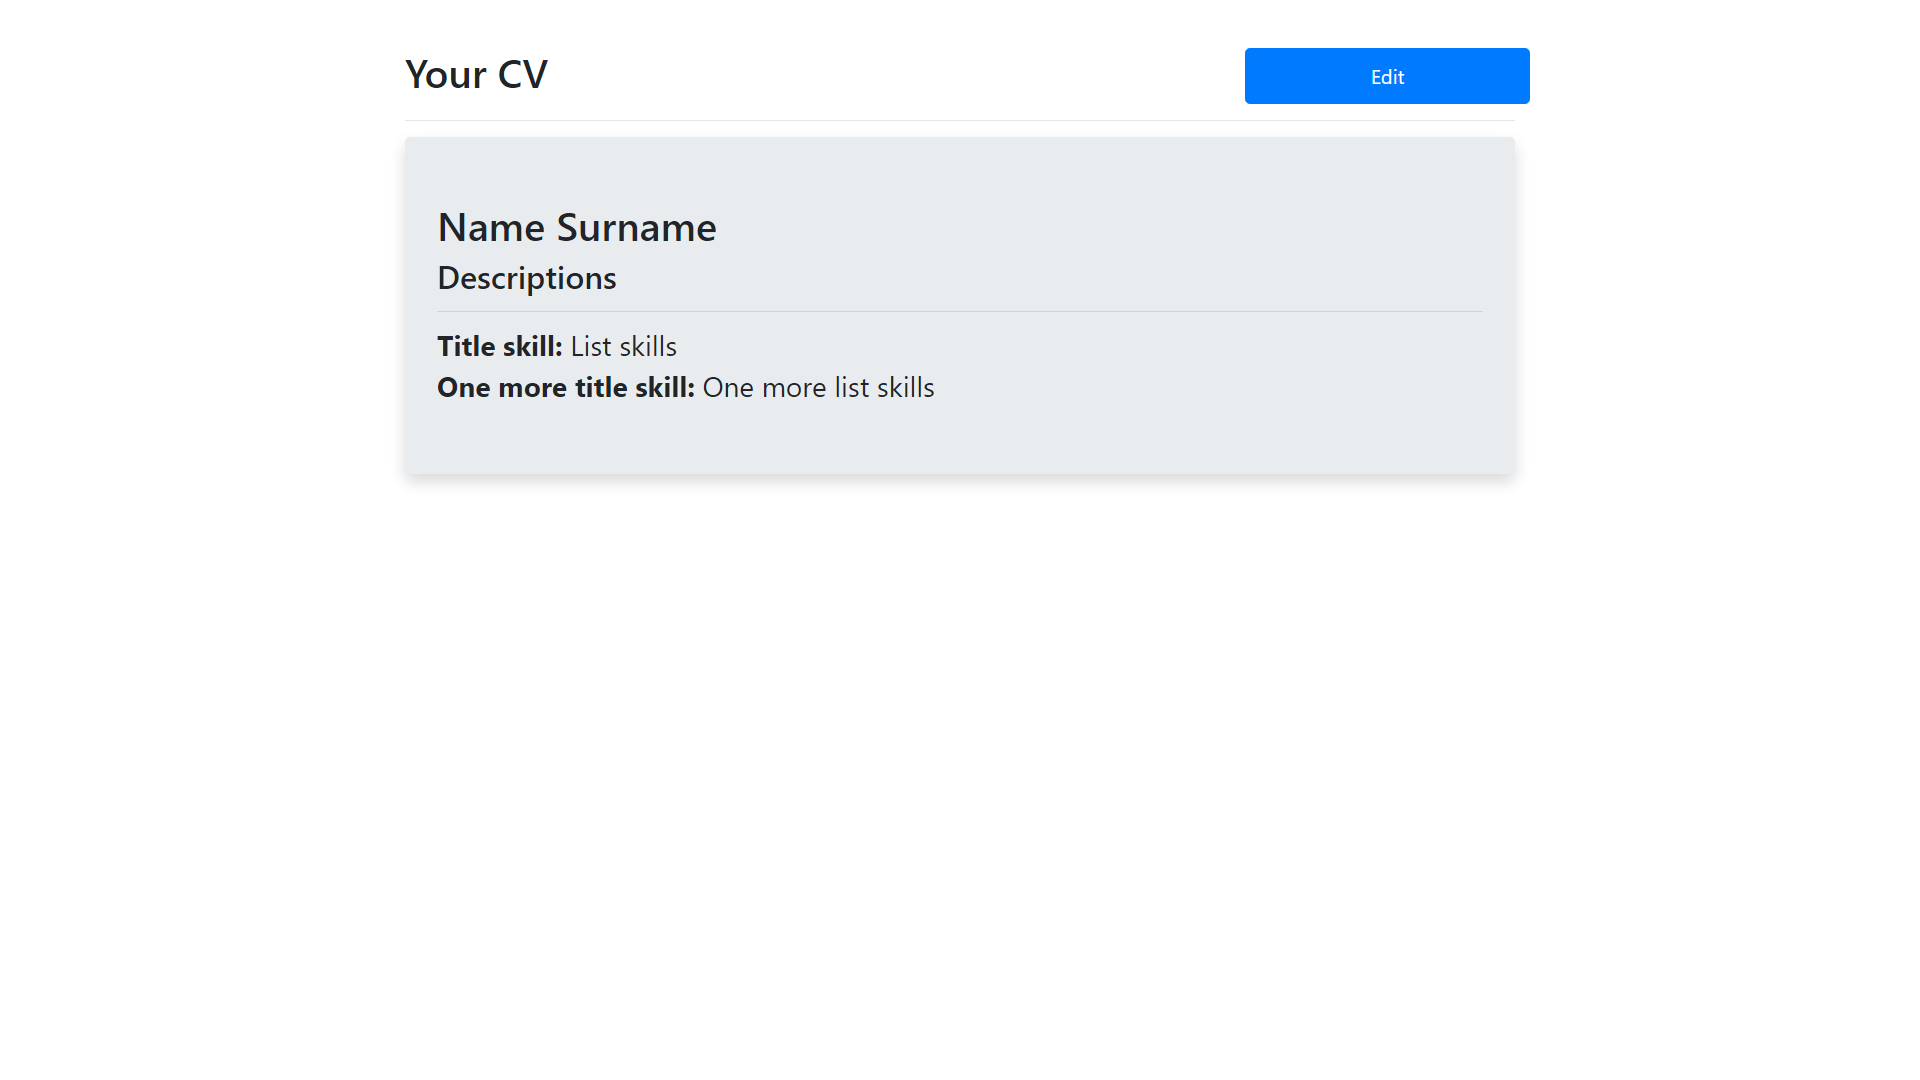 Your CV
Edit
Name Surname
Descriptions
Title skill: List skills
One more title skill: One more list skills